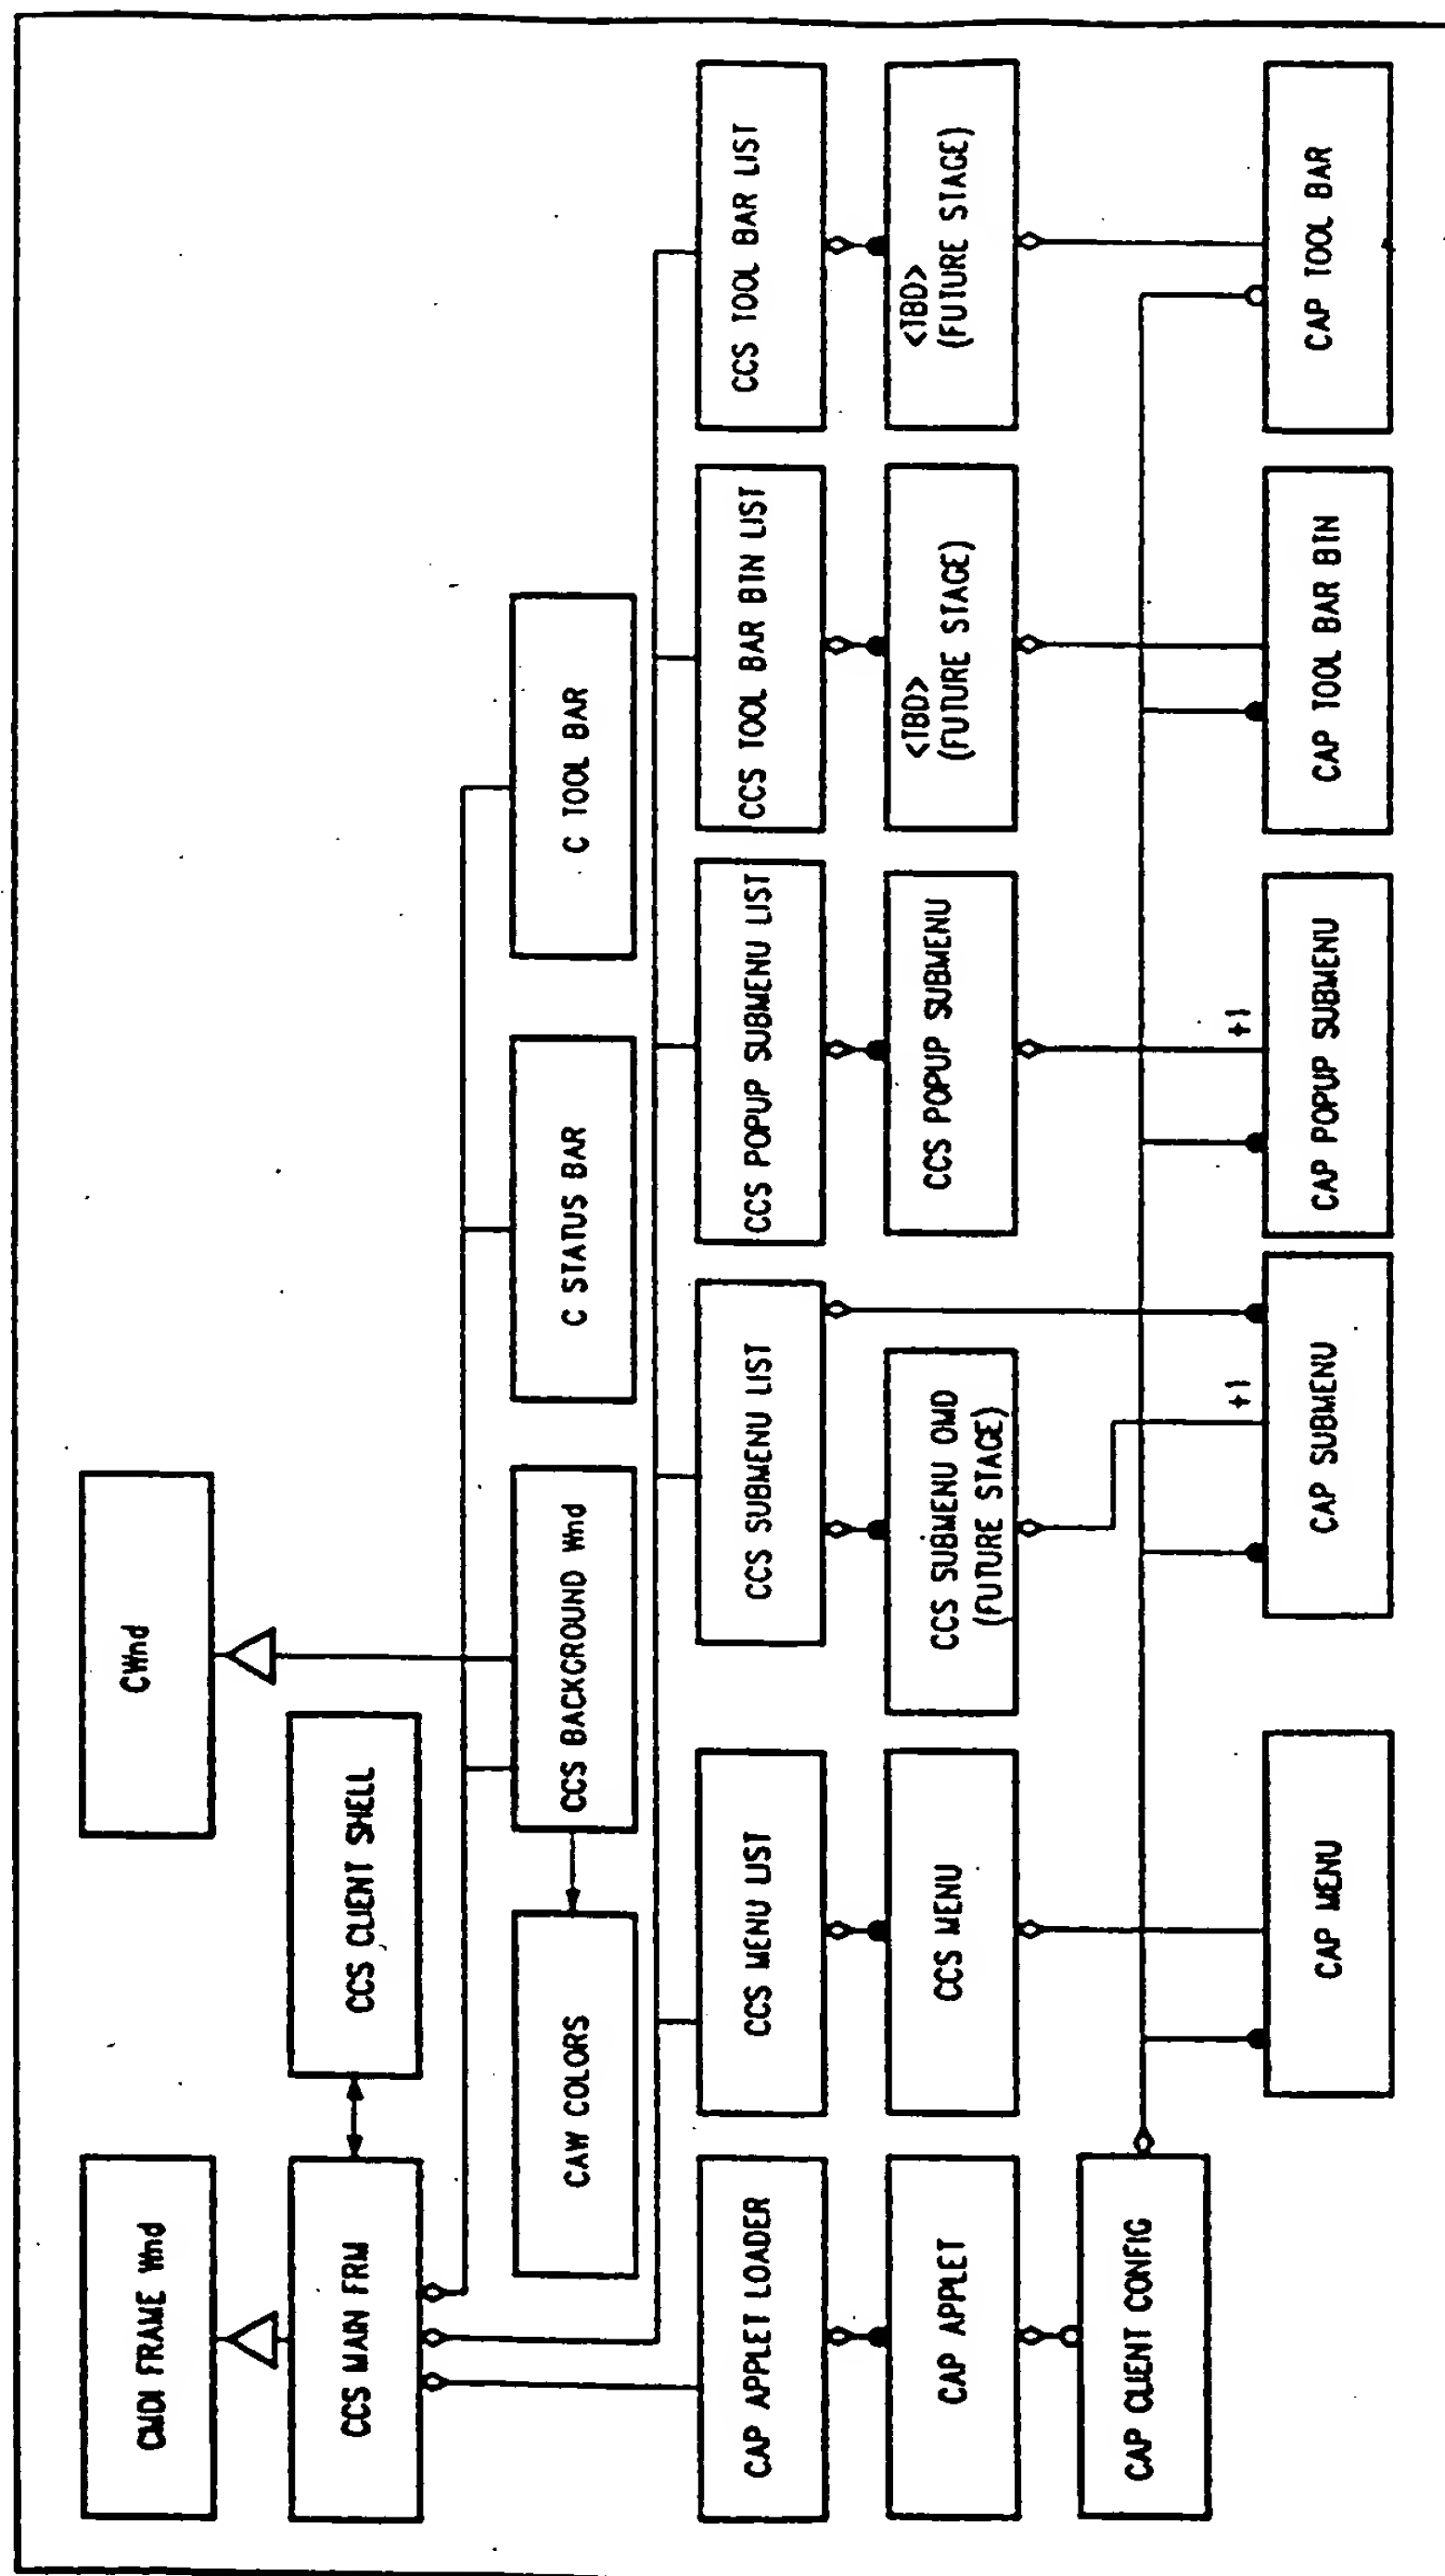 CMDI FRAME Wnd
CWnd
CCS MAIN FRM
CCS CLIENT SHELL
CAW COLORS
CCS BACKGROUND Wnd
C STATUS BAR
C TOOL BAR
CAP APPLET LOADER
CCS MENU LIST
CCS SUBMENU LIST
CCS POPUP SUBMENU LIST
CCS TOOL BAR BTN LIST
CCS TOOL BAR LIST
CAP APPLET
CCS MENU
CCS SUBMENU OMD
(FUTURE STAGE)
CCS POPUP SUBMENU
<TBD>
(FUTURE STAGE)
<TBD>
(FUTURE STAGE)
CAP CLIENT CONFIG
+1
+1
CAP MENU
CAP SUBMENU
CAP POPUP SUBMENU
CAP TOOL BAR BTN
CAP TOOL BAR